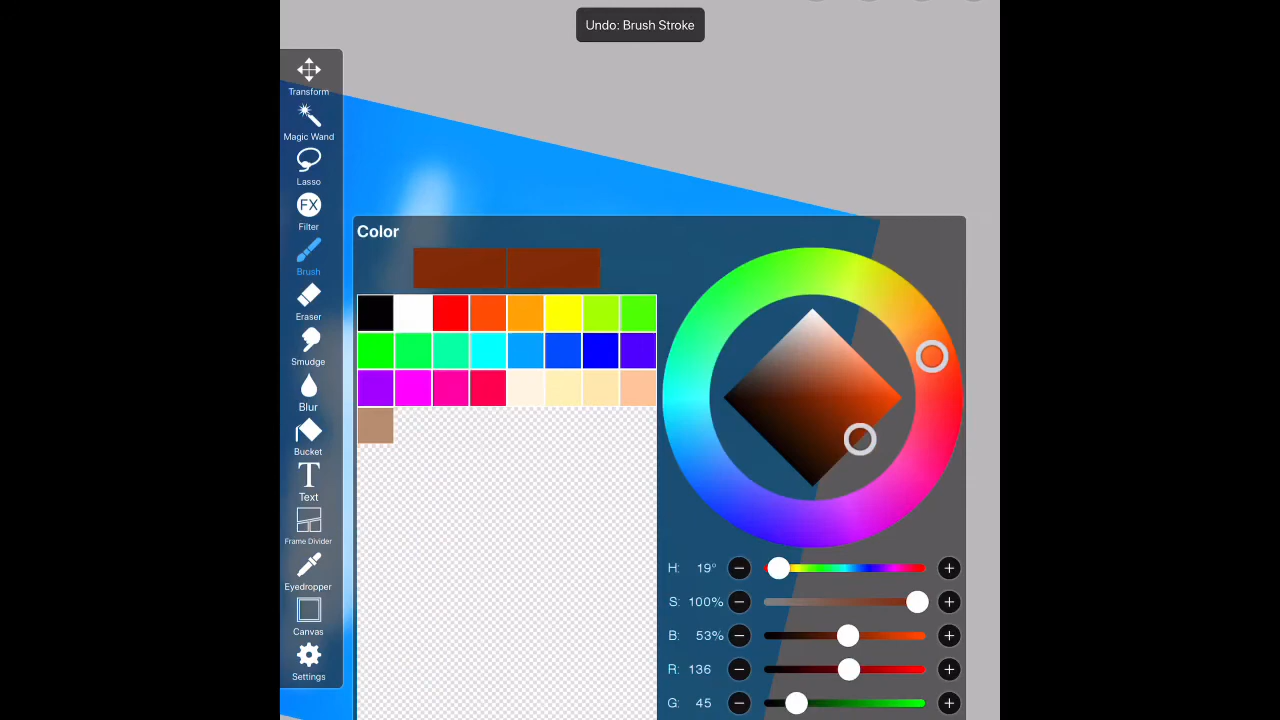 Undo: Brush Stroke
Transform
Magic Wand
Lasso
FX
Filter
Brush
Eraser
Smudge
Blur
Bucket
T
Text
Frame Divider
Eyedropper
Canvas
Settings
Color
H: 19°
S: 100%
B: 53%
R: 136
G: 45